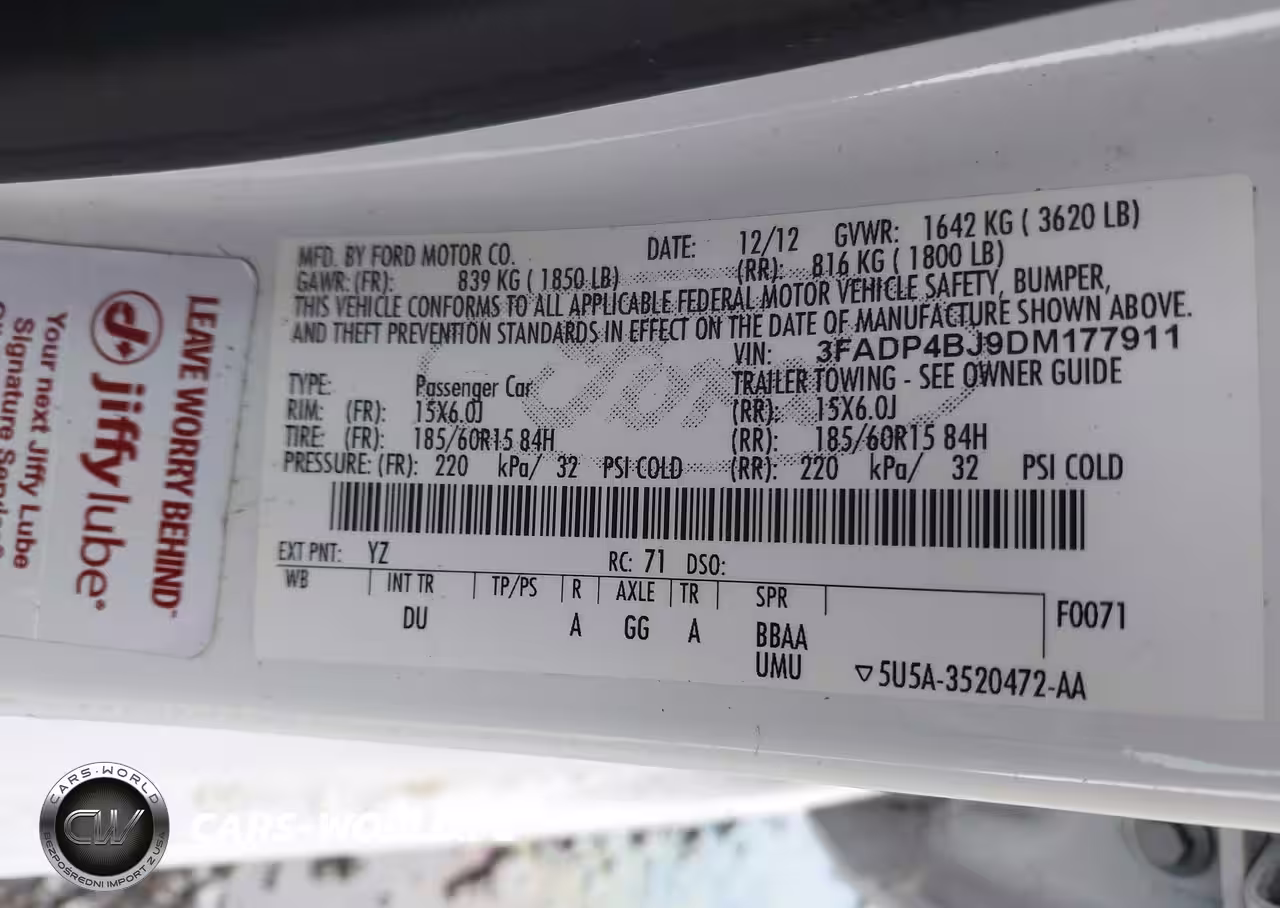 MFD. BY FORD MOTOR CO. DATE: 12/12 GVWR: 1642 KG ( 3620 LB)
GAWR: (FR): 839 KG ( 1850 LB) (RR): 816 KG ( 1800 LB)
THIS VEHICLE CONFORMS TO ALL APPLICABLE FEDERAL MOTOR VEHICLE SAFETY, BUMPER,
AND THEFT PREVENTION STANDARDS IN EFFECT ON THE DATE OF MANUFACTURE SHOWN ABOVE.
VIN: 3FADP4BJ9DM177911
TYPE: Passenger Car TRAILER TOWING - SEE OWNER GUIDE
RIM: (FR): 15X6.0J (RR): 15X6.0J
TIRE: (FR): 185/60R15 84H (RR): 185/60R15 84H
PRESSURE: (FR): 220 kPa/ 32 PSI COLD (RR): 220 kPa/ 32 PSI COLD
EXT PNT: YZ RC: 71 DSO:
WB INT TR TP/PS R AXLE TR SPR F0071
DU A GG A BBAA
UMU ▽5U5A-3520472-AA
LEAVE WORRY BEHIND
jiffy lube
Your next Jiffy Lube
Signature Service
CARS-WORLD
CW
BEZPOŚREDNI IMPORT Z USA
CARS-WORLD